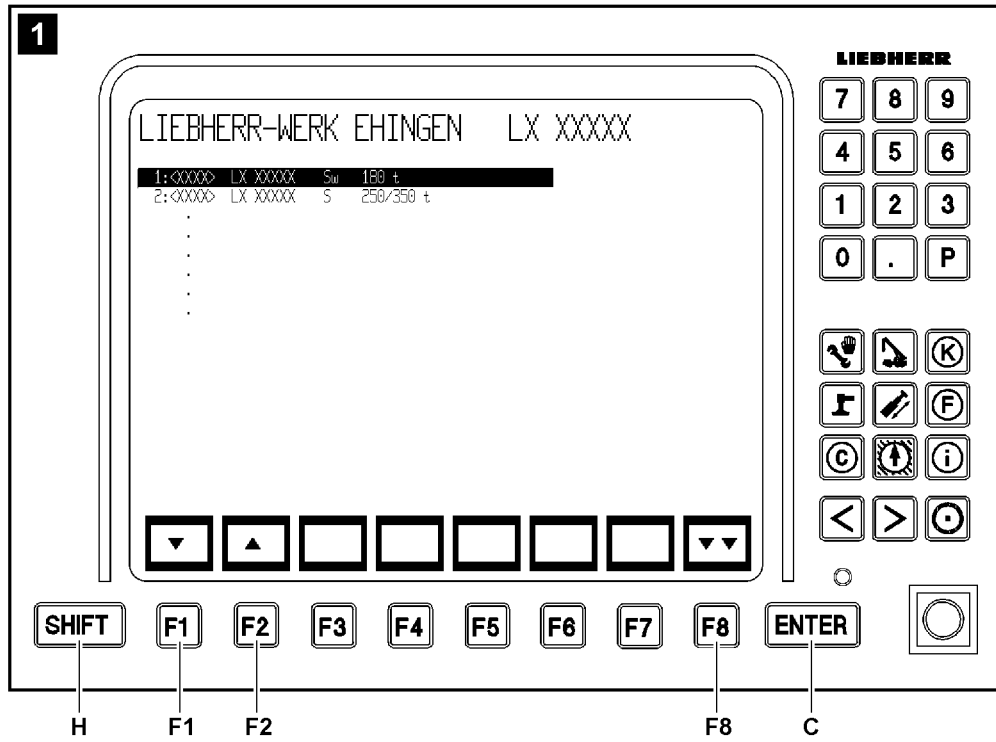 1
LIEBHERR
LIEBHERR-WERK EHINGEN LX XXXXX
1:<XXXX> LX XXXXX Sw 180 t
2:<XXXX> LX XXXXX S 250/350 t
.
.
.
.
.
.
7 8 9
4 5 6
1 2 3
0 . P
K
F
C i
< >
▼ ▲ ▼▼
SHIFT F1 F2 F3 F4 F5 F6 F7 F8 ENTER
H F1 F2 F8 C